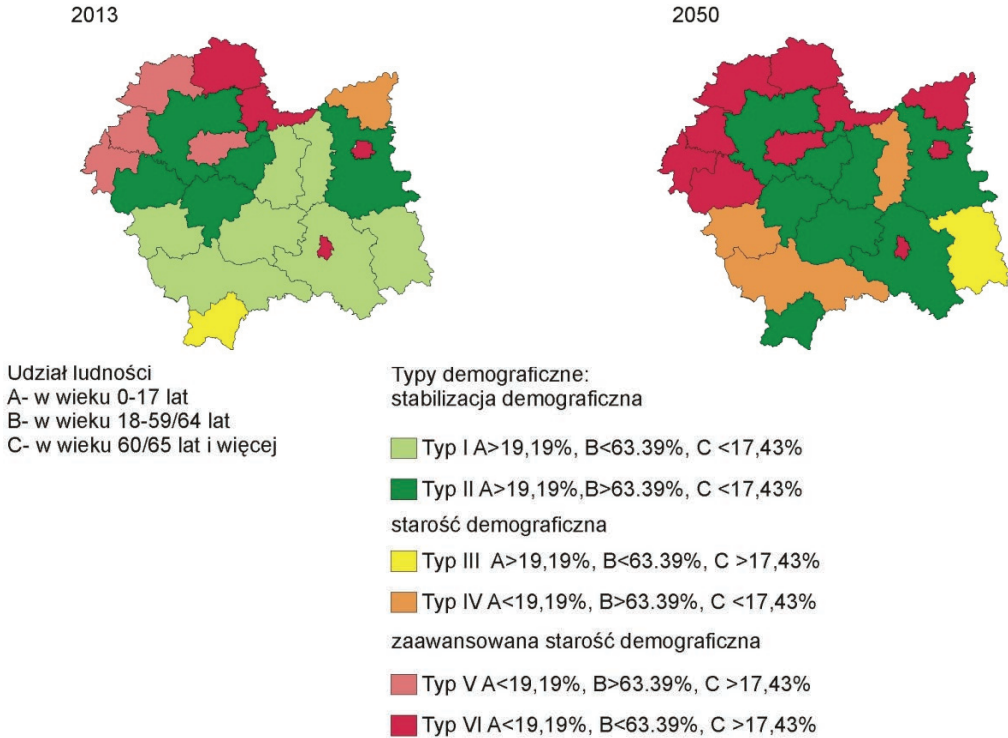 2013
2050
Udział ludności
A- w wieku 0-17 lat
B- w wieku 18-59/64 lat
C- w wieku 60/65 lat i więcej
Typy demograficzne:
stabilizacja demograficzna
Typ I A>19,19%, B<63.39%, C <17,43%
Typ II A>19,19%,B>63.39%, C <17,43%
starość demograficzna
Typ III A>19,19%, B<63.39%, C >17,43%
Typ IV A<19,19%, B>63.39%, C <17,43%
zaawansowana starość demograficzna
Typ V A<19,19%, B>63.39%, C >17,43%
Typ VI A<19,19%, B<63.39%, C >17,43%